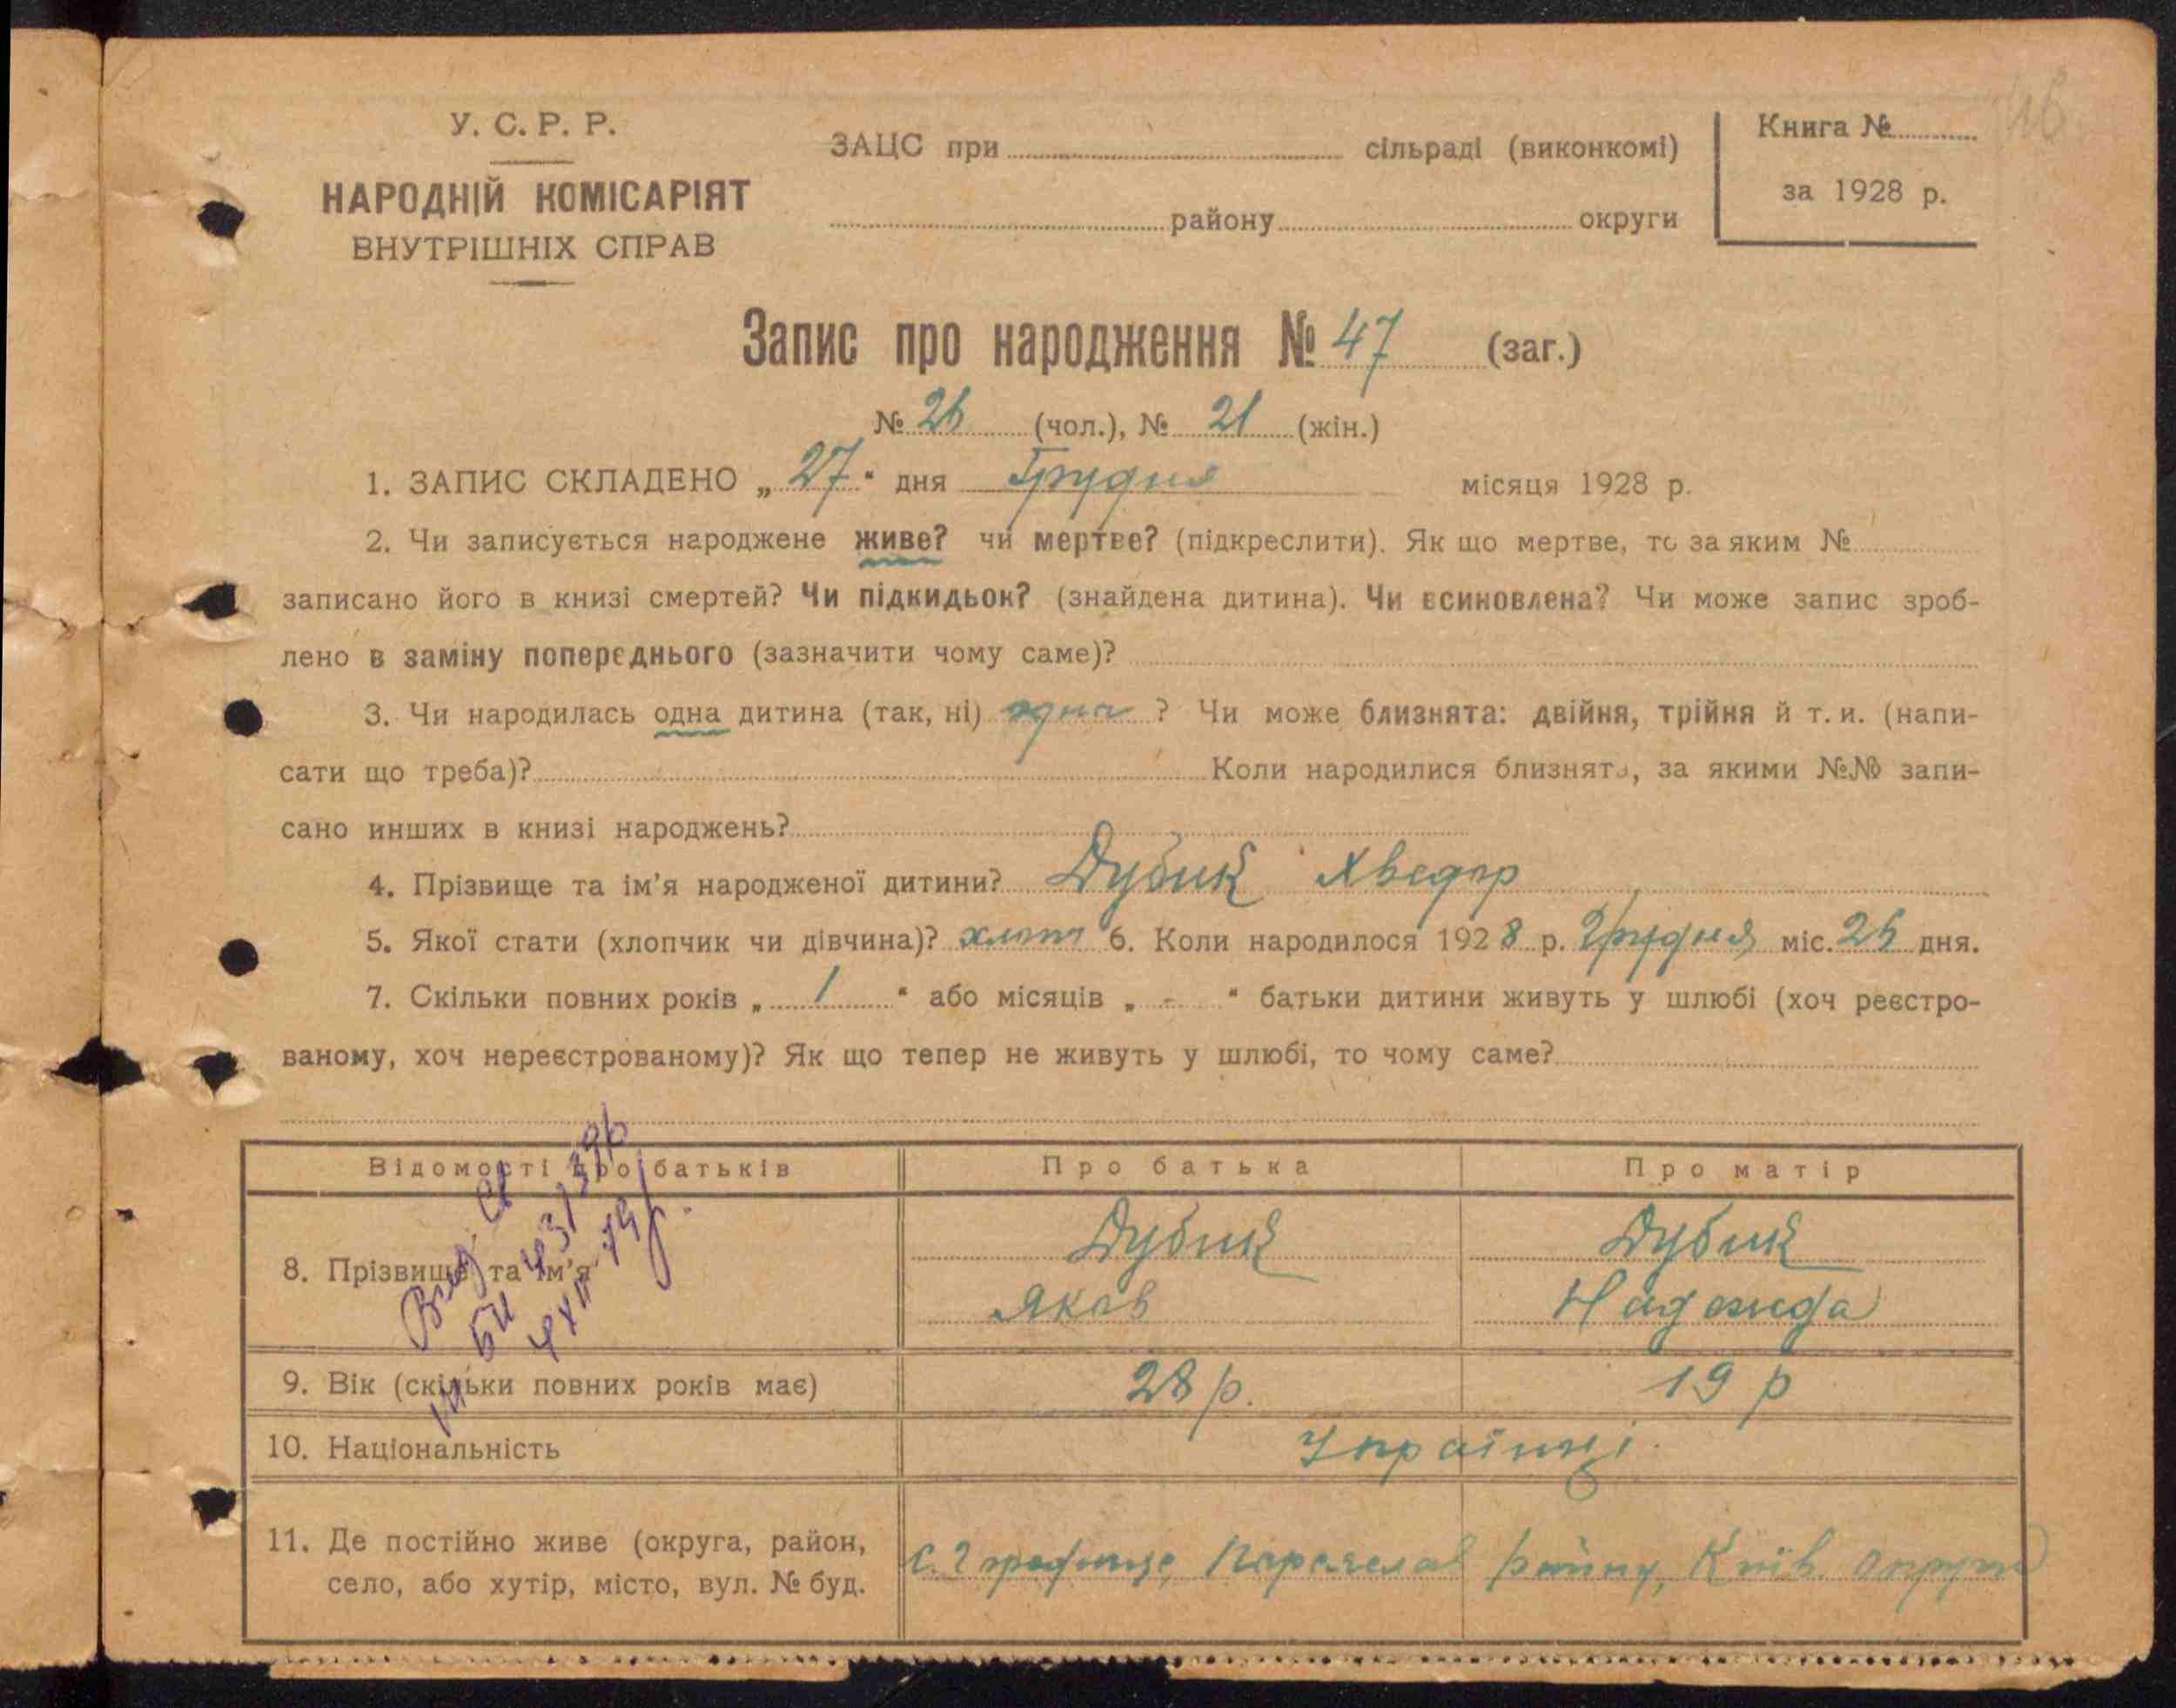 46
У. С. Р. Р.
НАРОДНІЙ КОМІСАРІЯТ
ВНУТРІШНІХ СПРАВ
ЗАЦС при сільраді (виконкомі)
району округи
Книга №
за 1928 р.
Запис про народження № 47 (заг.)
№ 26 (чол.), № 21 (жін.)
1. ЗАПИС СКЛАДЕНО „ 27 “ дня Грудня місяця 1928 р.
2. Чи записується народжене живе? чи мертве? (підкреслити). Як що мертве, то за яким №
записано його в книзі смертей? Чи підкидьок? (знайдена дитина). Чи всиновлена? Чи може запис зроб-
лено в заміну попереднього (зазначити чому саме)?
3. Чи народилась одна дитина (так, ні) одна ? Чи може близнята: двійня, трійня й т. и. (напи-
сати що треба)? Коли народилися близнята, за якими №№ запи-
сано инших в книзі народжень?
4. Прізвище та ім'я народженої дитини? Дубик Хведор
5. Якої стати (хлопчик чи дівчина)? хлоп 6. Коли народилося 1928 р. Грудня міс. 26 дня.
7. Скільки повних років „ 1 “ або місяців „ - “ батьки дитини живуть у шлюбі (хоч реєстро-
ваному, хоч нереєстрованому)? Як що тепер не живуть у шлюбі, то чому саме?
Відомості про батьків Про батька Про матір
8. Прізвище та ім'я Дубик Дубик
Яков Надежда
9. Вік (скільки повних років має) 28 р. 19 р
10. Національність Українці.
11. Де постійно живе (округа, район,
село, або хутір, місто, вул. № буд.
Київ. округи